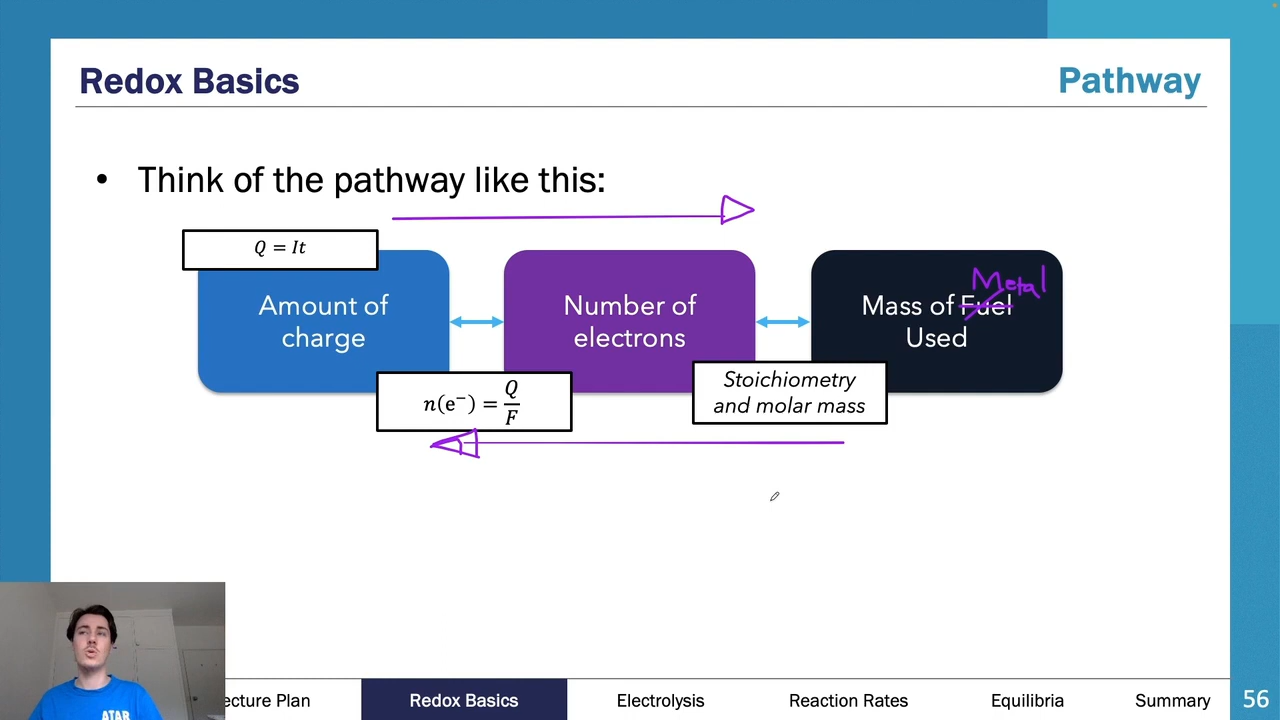 Redox Basics
Pathway
• Think of the pathway like this:
Q = It
Amount of
charge
Number of
electrons
Metal
Mass of Fuel
Used
n(e⁻) = Q/F
Stoichiometry
and molar mass
ATAR
ecture Plan
Redox Basics
Electrolysis
Reaction Rates
Equilibria
Summary
56